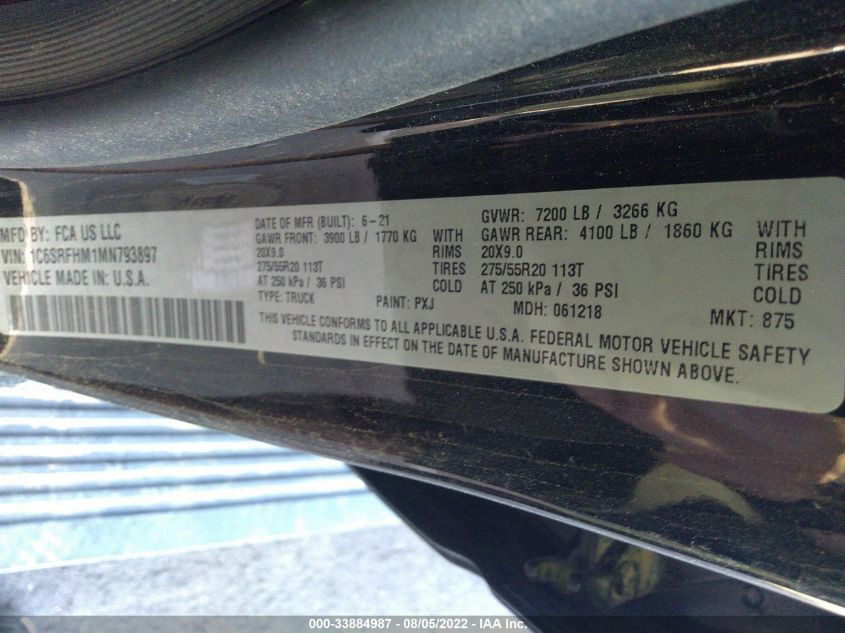 MFD BY: FCA US LLC
VIN: 1C6SRFHM1MN793897
VEHICLE MADE IN U.S.A.
DATE OF MFR (BUILT): 6-21
GAWR FRONT: 3900 LB / 1770 KG WITH
20X9.0 RIMS
275/55R20 113T TIRES
AT 250 kPa / 36 PSI COLD
TYPE: TRUCK PAINT: PXJ
GVWR: 7200 LB / 3266 KG
GAWR REAR: 4100 LB / 1860 KG WITH
20X9.0 RIMS
275/55R20 113T TIRES
AT 250 kPa / 36 PSI COLD
MDH: 061218 MKT: 875
THIS VEHICLE CONFORMS TO ALL APPLICABLE U.S.A. FEDERAL MOTOR VEHICLE SAFETY
STANDARDS IN EFFECT ON THE DATE OF MANUFACTURE SHOWN ABOVE.
000-33884987 - 08/05/2022 - IAA Inc.